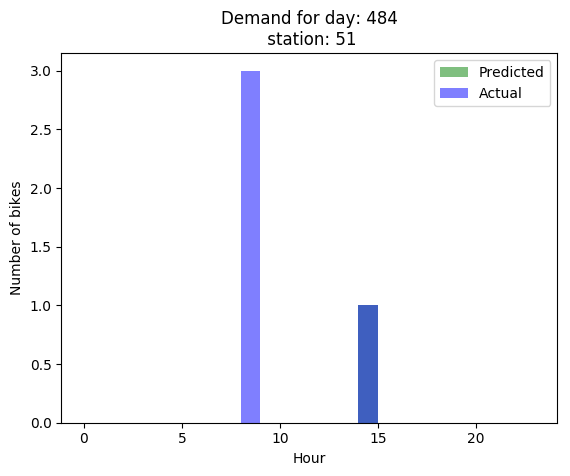 Demand for day: 484
station: 51
Predicted
Actual
Number of bikes
3.0
2.5
2.0
1.5
1.0
0.5
0.0
0
5
10
15
20
Hour